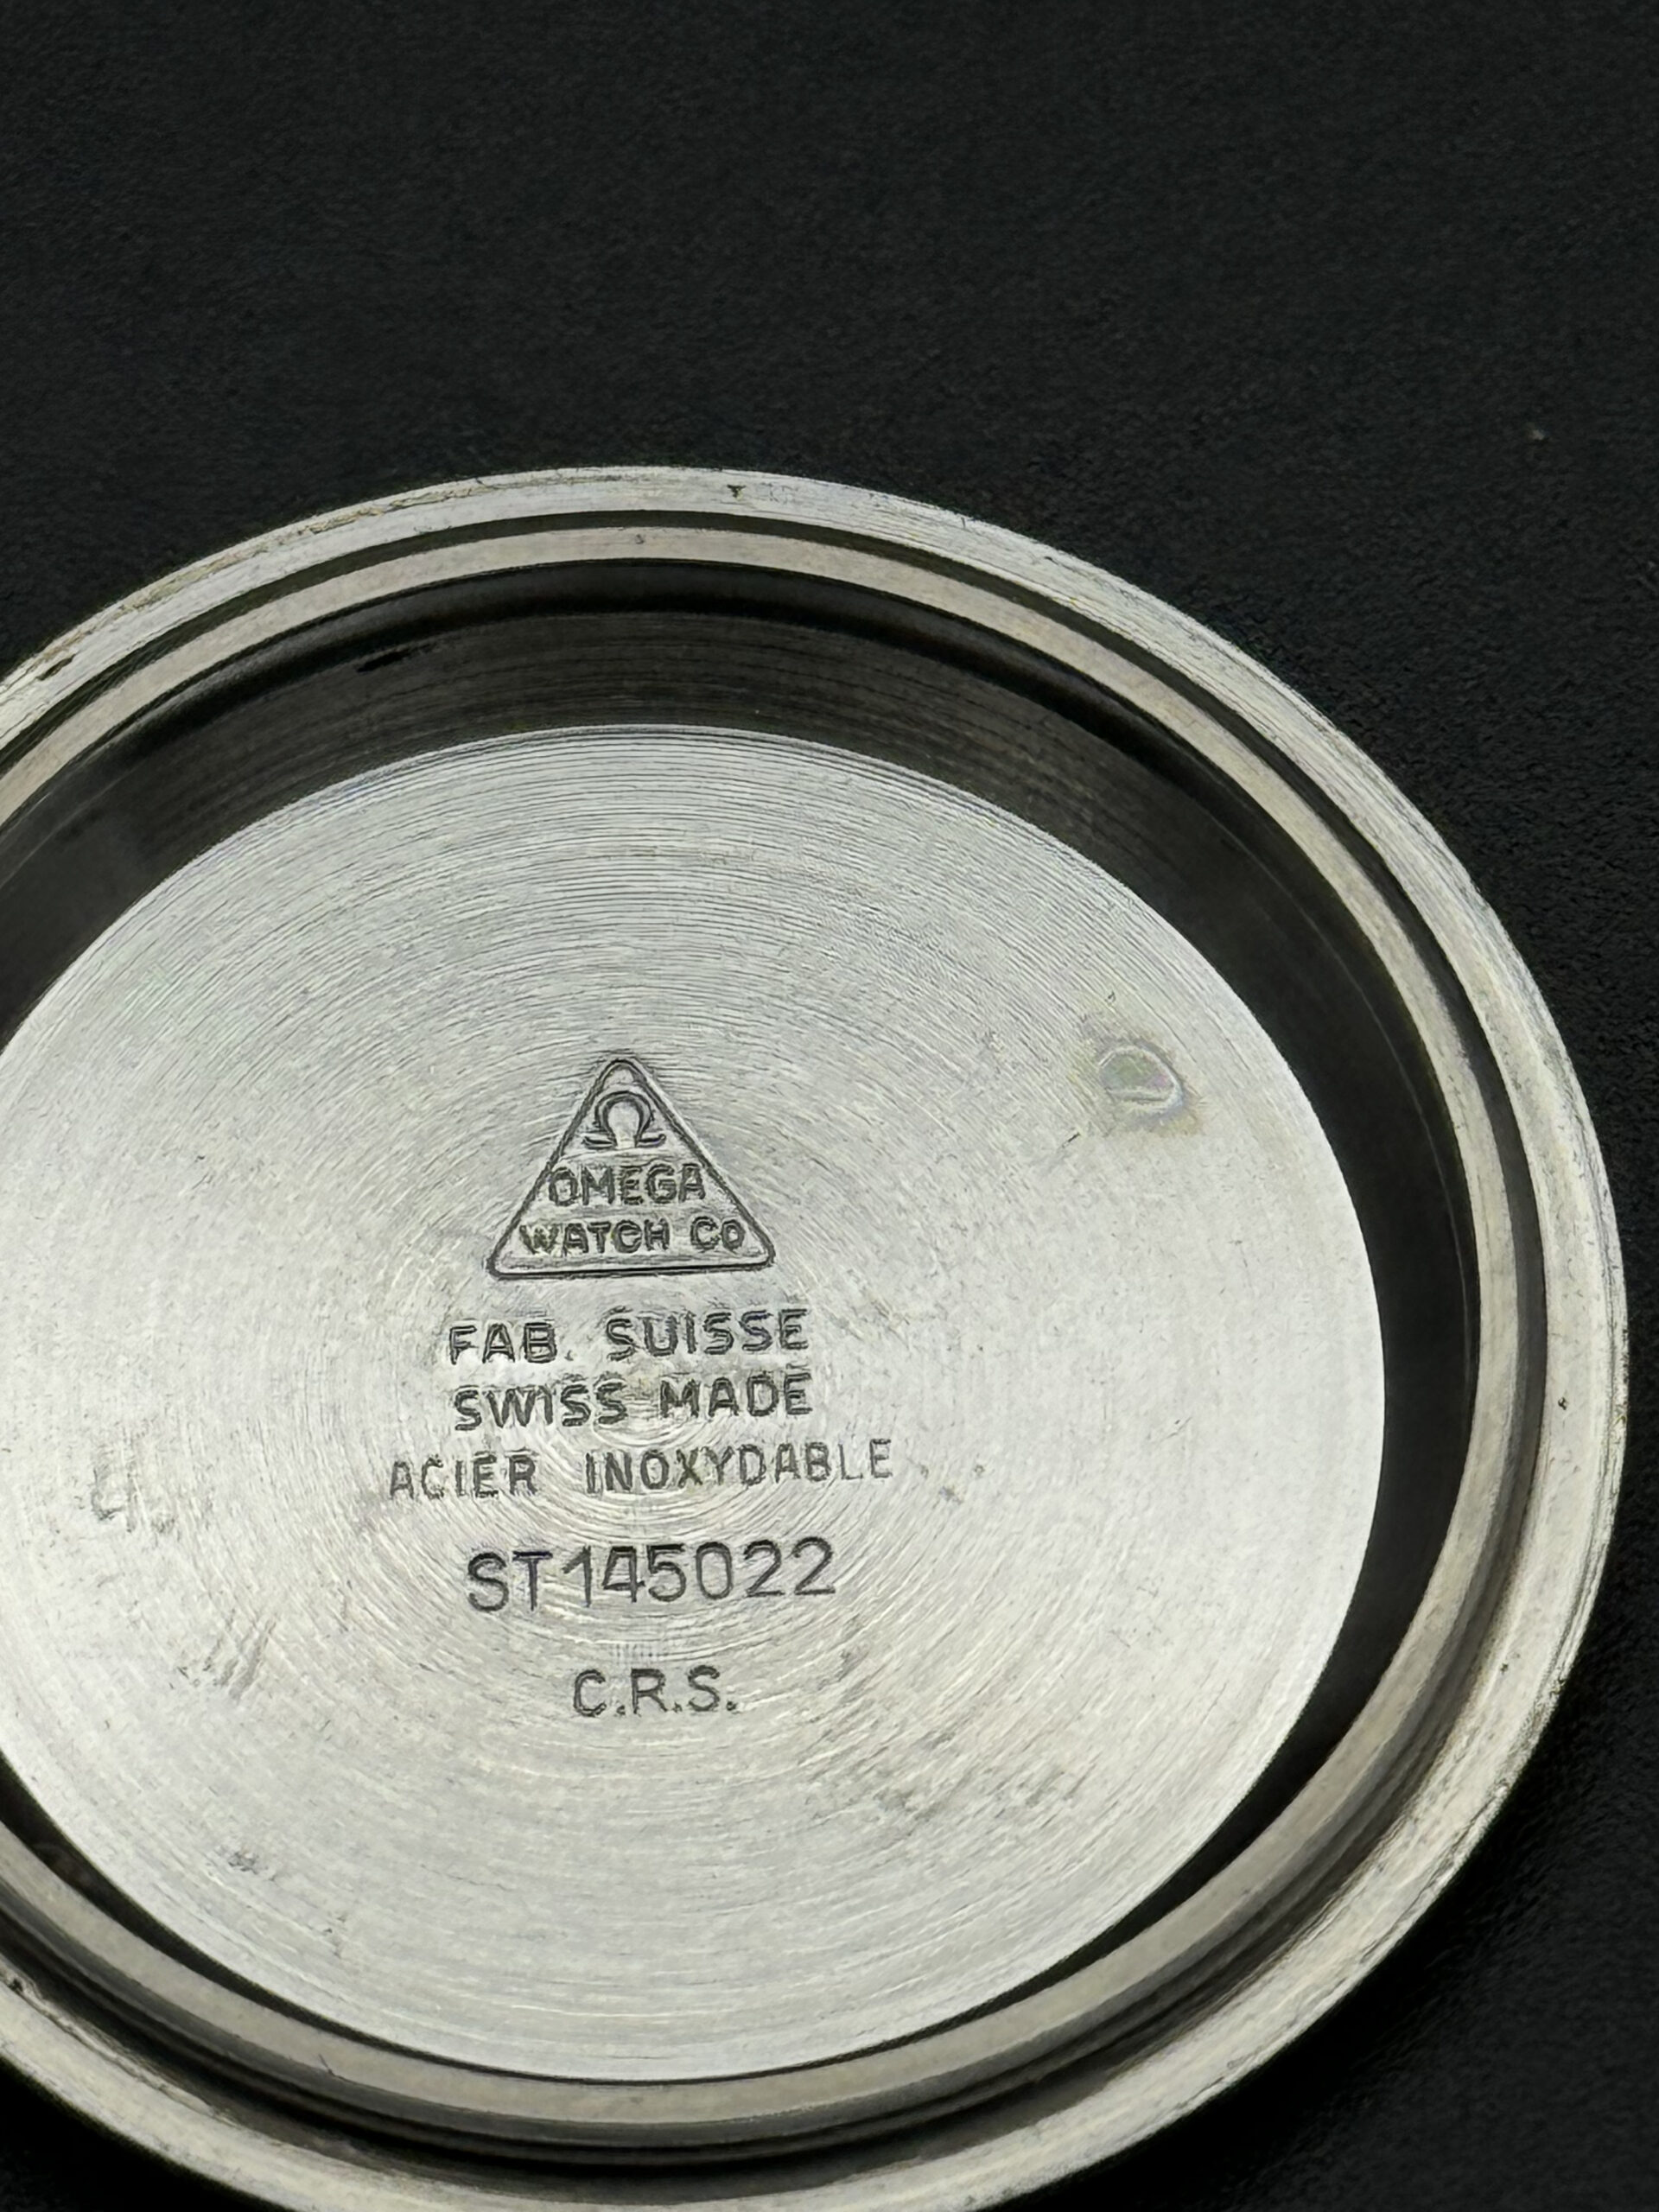 Ω
OMEGA
WATCH CO
FAB. SUISSE
SWISS MADE
ACIER INOXYDABLE
ST145022
C.R.S.